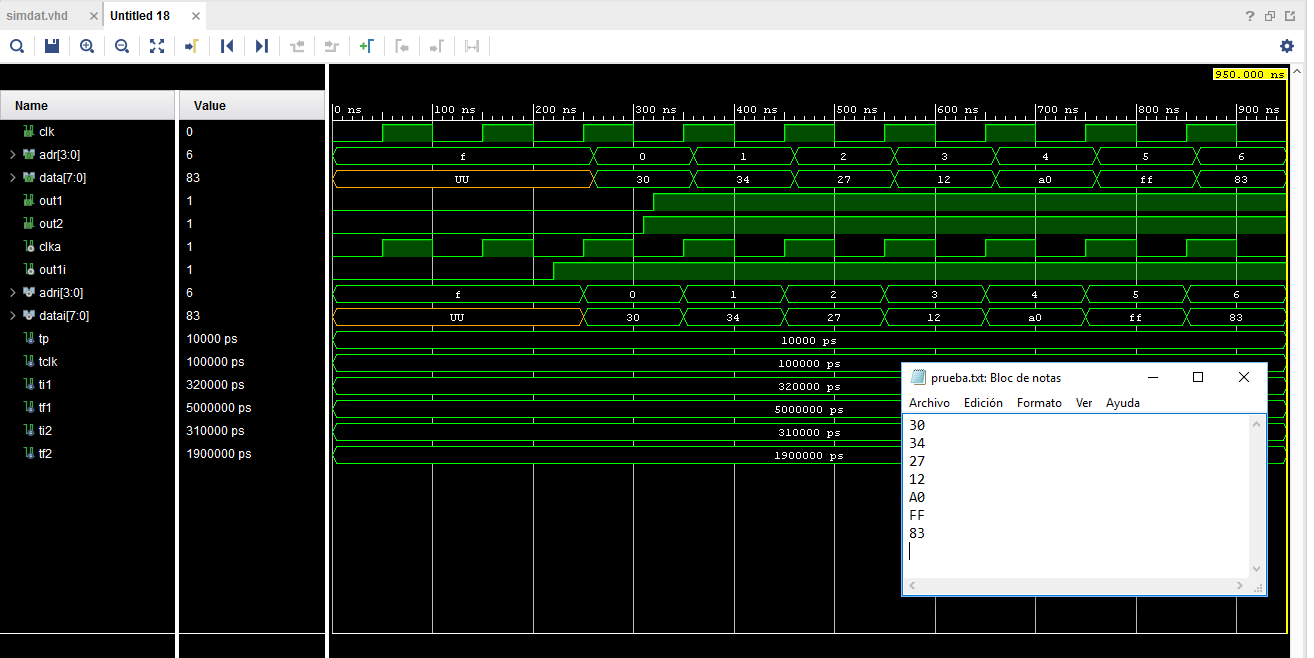 simdat.vhd Untitled 18
950.000 ns
Name Value
0 ns 100 ns 200 ns 300 ns 400 ns 500 ns 600 ns 700 ns 800 ns 900 ns
clk 0
adr[3:0] 6 f 0 1 2 3 4 5 6
data[7:0] 83 UU 30 34 27 12 a0 ff 83
out1 1
out2 1
clka 1
out1i 1
adri[3:0] 6 f 0 1 2 3 4 5 6
datai[7:0] 83 UU 30 34 27 12 a0 ff 83
tp 10000 ps 10000 ps
tclk 100000 ps 100000 ps
ti1 320000 ps 320000 ps
tf1 5000000 ps 5000000 ps
ti2 310000 ps 310000 ps
tf2 1900000 ps 1900000 ps
prueba.txt: Bloc de notas
Archivo Edición Formato Ver Ayuda
30
34
27
12
A0
FF
83